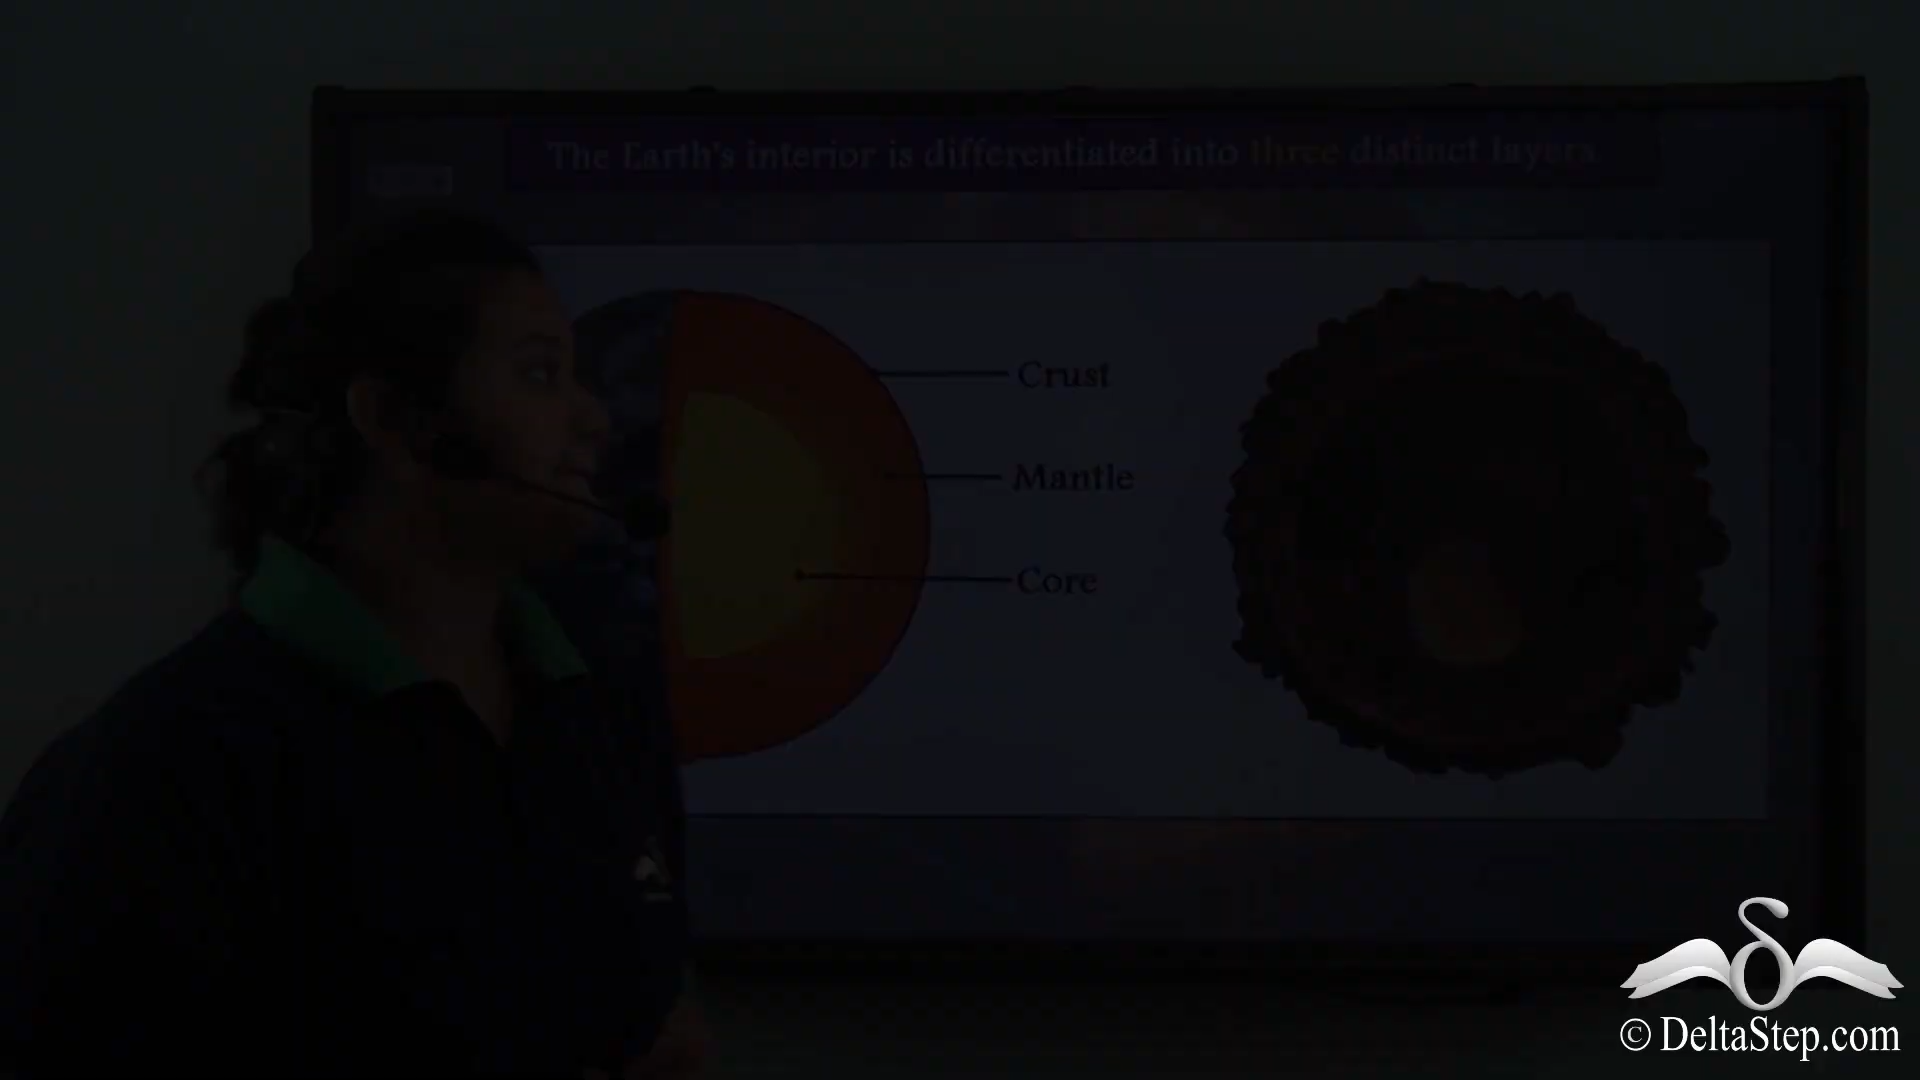 The Earth's interior is differentiated into three distinct layers.
Crust
Mantle
Core
© DeltaStep.com